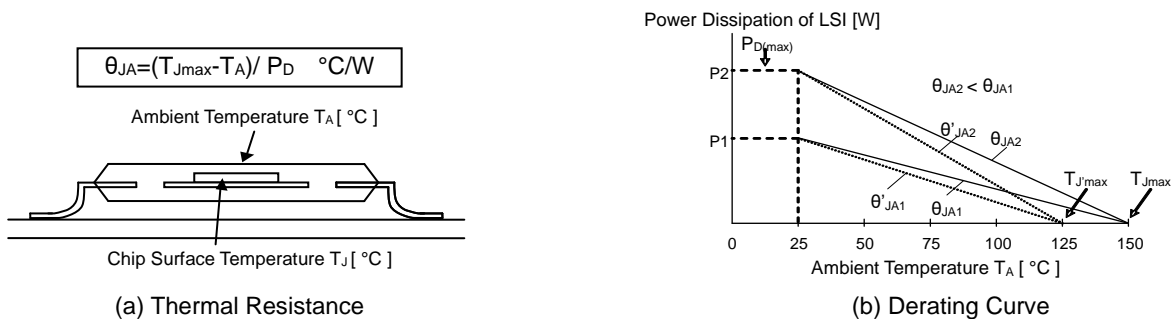 θJA=(TJmax-TA)/ PD °C/W
Ambient Temperature TA [ °C ]
Chip Surface Temperature TJ [ °C ]
(a) Thermal Resistance
Power Dissipation of LSI [W]
PD(max)
P2
θJA2 < θJA1
θ'JA2
θJA2
P1
TJ'max
TJmax
θ'JA1
θJA1
0 25 50 75 100 125 150
Ambient Temperature TA [ °C ]
(b) Derating Curve